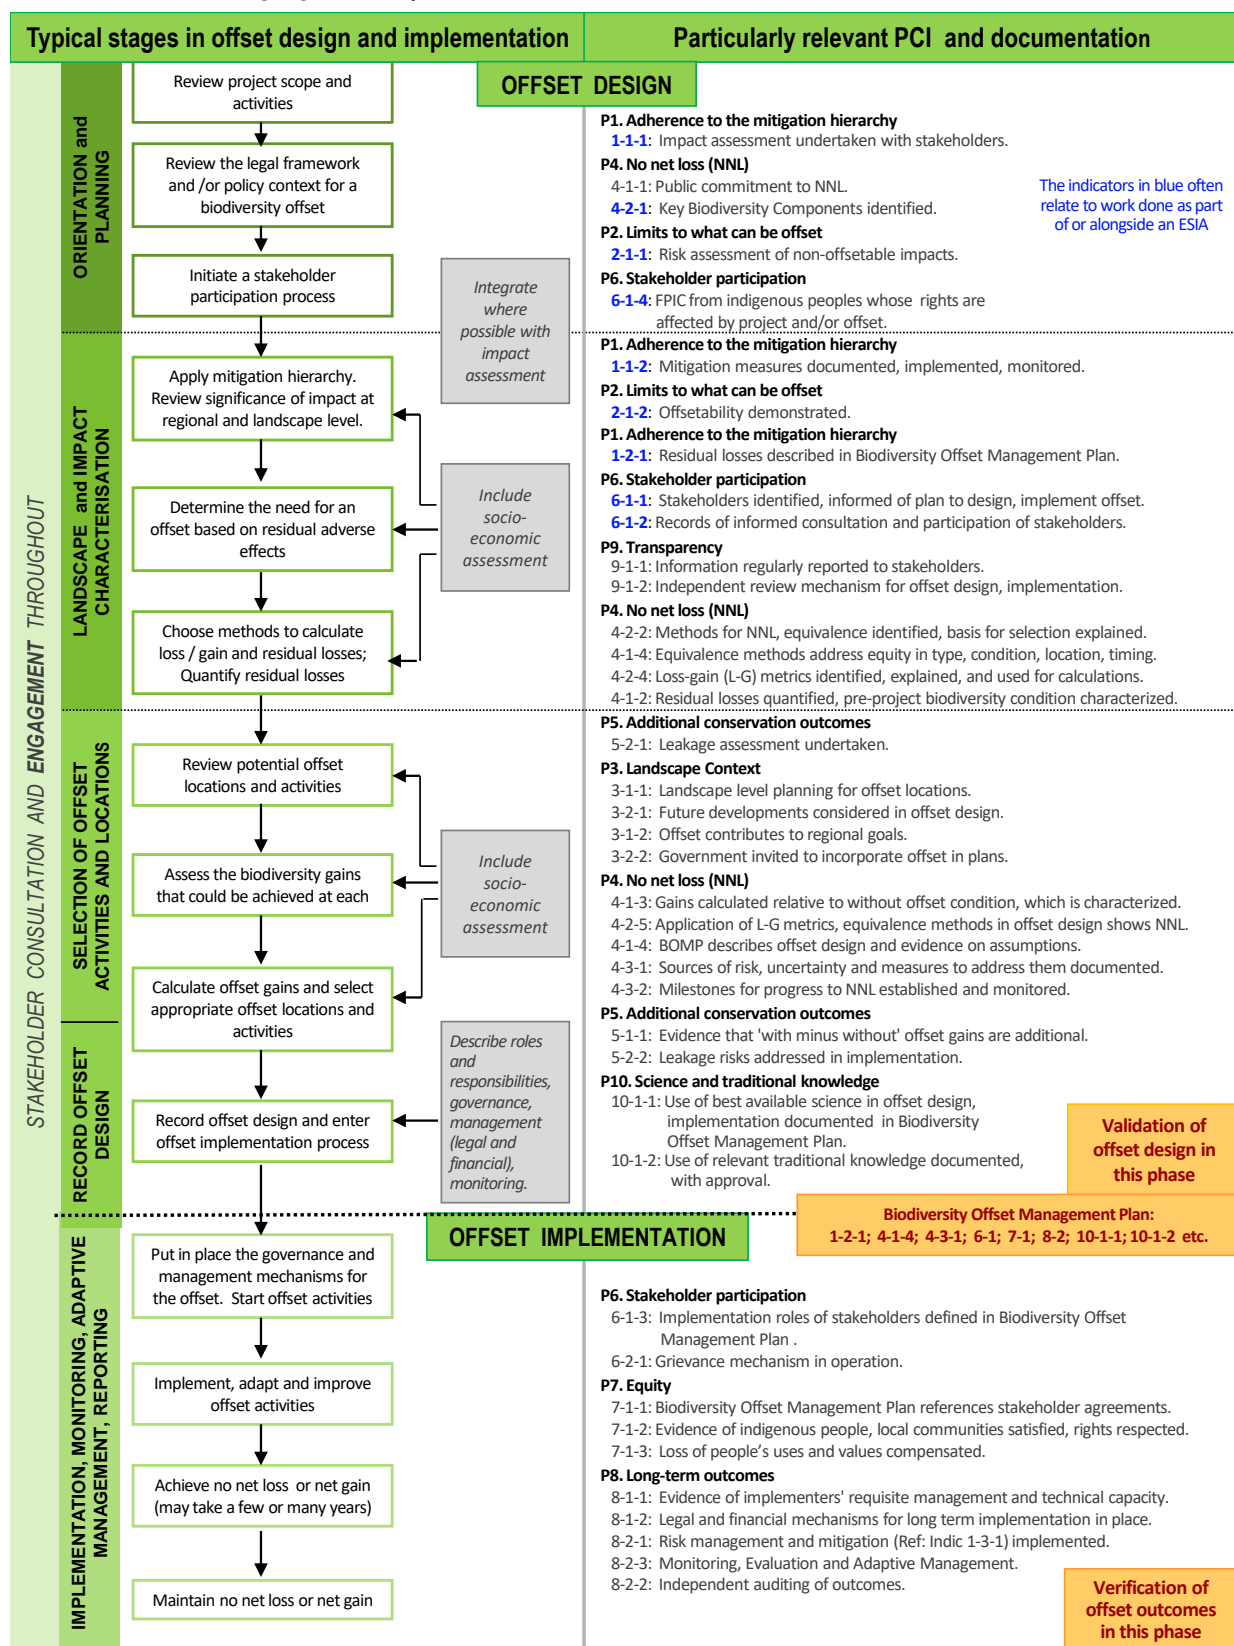 Typical stages in offset design and implementation
Particularly relevant PCI and documentation
OFFSET DESIGN
STAKEHOLDER CONSULTATION AND ENGAGEMENT THROUGHOUT
ORIENTATION and
PLANNING
Review project scope and
activities
Review the legal framework
and /or policy context for a
biodiversity offset
Initiate a stakeholder
participation process
Integrate
where
possible with
impact
assessment
P1. Adherence to the mitigation hierarchy
1-1-1: Impact assessment undertaken with stakeholders.
P4. No net loss (NNL)
4-1-1: Public commitment to NNL.
4-2-1: Key Biodiversity Components identified.
P2. Limits to what can be offset
2-1-1: Risk assessment of non-offsetable impacts.
P6. Stakeholder participation
6-1-4: FPIC from indigenous peoples whose rights are
affected by project and/or offset.
The indicators in blue often
relate to work done as part
of or alongside an ESIA
LANDSCAPE and IMPACT
CHARACTERISATION
Apply mitigation hierarchy.
Review significance of impact at
regional and landscape level.
Determine the need for an
offset based on residual adverse
effects
Choose methods to calculate
loss / gain and residual losses;
Quantify residual losses
Include
socio-
economic
assessment
P1. Adherence to the mitigation hierarchy
1-1-2: Mitigation measures documented, implemented, monitored.
P2. Limits to what can be offset
2-1-2: Offsetability demonstrated.
P1. Adherence to the mitigation hierarchy
1-2-1: Residual losses described in Biodiversity Offset Management Plan.
P6. Stakeholder participation
6-1-1: Stakeholders identified, informed of plan to design, implement offset.
6-1-2: Records of informed consultation and participation of stakeholders.
P9. Transparency
9-1-1: Information regularly reported to stakeholders.
9-1-2: Independent review mechanism for offset design, implementation.
P4. No net loss (NNL)
4-2-2: Methods for NNL, equivalence identified, basis for selection explained.
4-1-4: Equivalence methods address equity in type, condition, location, timing.
4-2-4: Loss-gain (L-G) metrics identified, explained, and used for calculations.
4-1-2: Residual losses quantified, pre-project biodiversity condition characterized.
SELECTION OF OFFSET
ACTIVITIES AND LOCATIONS
Review potential offset
locations and activities
Assess the biodiversity gains
that could be achieved at each
Calculate offset gains and select
appropriate offset locations and
activities
Include
socio-
economic
assessment
P5. Additional conservation outcomes
5-2-1: Leakage assessment undertaken.
P3. Landscape Context
3-1-1: Landscape level planning for offset locations.
3-2-1: Future developments considered in offset design.
3-1-2: Offset contributes to regional goals.
3-2-2: Government invited to incorporate offset in plans.
P4. No net loss (NNL)
4-1-3: Gains calculated relative to without offset condition, which is characterized.
4-2-5: Application of L-G metrics, equivalence methods in offset design shows NNL.
4-1-4: BOMP describes offset design and evidence on assumptions.
4-3-1: Sources of risk, uncertainty and measures to address them documented.
4-3-2: Milestones for progress to NNL established and monitored.
P5. Additional conservation outcomes
5-1-1: Evidence that 'with minus without' offset gains are additional.
5-2-2: Leakage risks addressed in implementation.
RECORD OFFSET
DESIGN
Record offset design and enter
offset implementation process
Describe roles
and
responsibilities,
governance,
management
(legal and
financial),
monitoring.
P10. Science and traditional knowledge
10-1-1: Use of best available science in offset design,
implementation documented in Biodiversity
Offset Management Plan.
10-1-2: Use of relevant traditional knowledge documented,
with approval.
Validation of
offset design in
this phase
Biodiversity Offset Management Plan:
1-2-1; 4-1-4; 4-3-1; 6-1; 7-1; 8-2; 10-1-1; 10-1-2 etc.
OFFSET IMPLEMENTATION
IMPLEMENTATION, MONITORING, ADAPTIVE
MANAGEMENT, REPORTING
Put in place the governance and
management mechanisms for
the offset. Start offset activities
Implement, adapt and improve
offset activities
Achieve no net loss or net gain
(may take a few or many years)
Maintain no net loss or net gain
P6. Stakeholder participation
6-1-3: Implementation roles of stakeholders defined in Biodiversity Offset
Management Plan .
6-2-1: Grievance mechanism in operation.
P7. Equity
7-1-1: Biodiversity Offset Management Plan references stakeholder agreements.
7-1-2: Evidence of indigenous people, local communities satisfied, rights respected.
7-1-3: Loss of people's uses and values compensated.
P8. Long-term outcomes
8-1-1: Evidence of implementers' requisite management and technical capacity.
8-1-2: Legal and financial mechanisms for long term implementation in place.
8-2-1: Risk management and mitigation (Ref: Indic 1-3-1) implemented.
8-2-3: Monitoring, Evaluation and Adaptive Management.
8-2-2: Independent auditing of outcomes.
Verification of
offset outcomes
in this phase